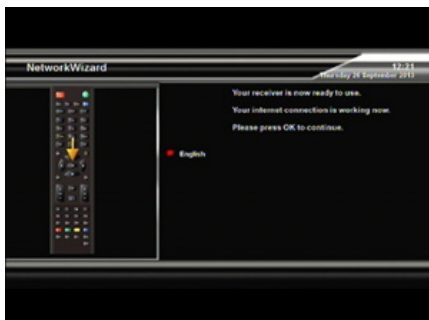 NetworkWizard
12:21
Thursday 26 September 2013
Your receiver is now ready to use.
Your internet connection is working now.
Please press OK to continue.
English